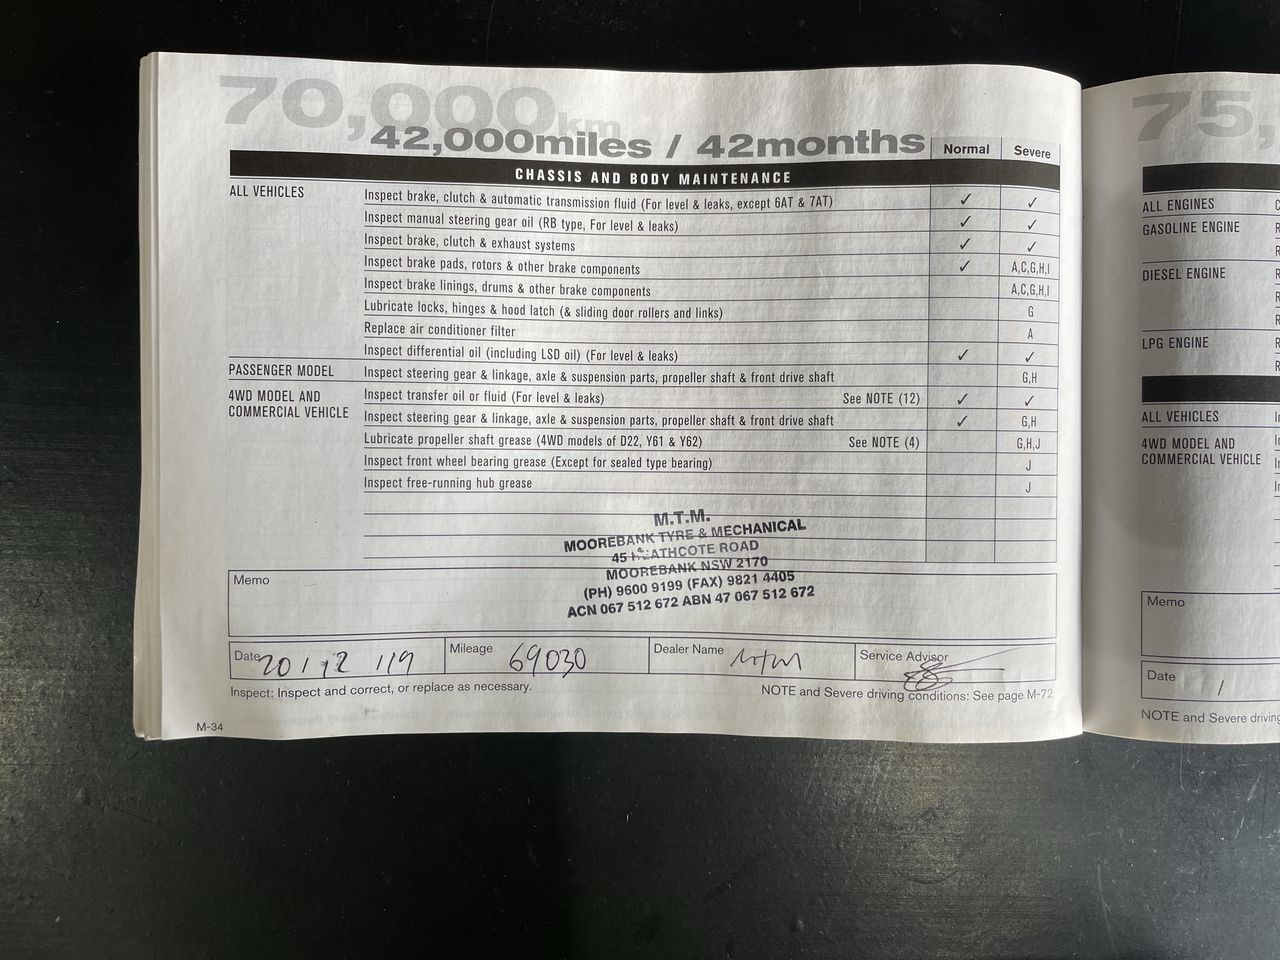 70,000km
42,000miles / 42months
Normal Severe
CHASSIS AND BODY MAINTENANCE
ALL VEHICLES Inspect brake, clutch & automatic transmission fluid (For level & leaks, except 6AT & 7AT) ✓ ✓
Inspect manual steering gear oil (RB type, For level & leaks) ✓ ✓
Inspect brake, clutch & exhaust systems ✓ ✓
Inspect brake pads, rotors & other brake components ✓ A,C,G,H,I
Inspect brake linings, drums & other brake components A,C,G,H,I
Lubricate locks, hinges & hood latch (& sliding door rollers and links) G
Replace air conditioner filter A
Inspect differential oil (including LSD oil) (For level & leaks) ✓ ✓
PASSENGER MODEL Inspect steering gear & linkage, axle & suspension parts, propeller shaft & front drive shaft G,H
4WD MODEL AND Inspect transfer oil or fluid (For level & leaks) See NOTE (12) ✓ ✓
COMMERCIAL VEHICLE Inspect steering gear & linkage, axle & suspension parts, propeller shaft & front drive shaft ✓ G,H
Lubricate propeller shaft grease (4WD models of D22, Y61 & Y62) See NOTE (4) G,H,J
Inspect front wheel bearing grease (Except for sealed type bearing) J
Inspect free-running hub grease J
M.T.M.
MOOREBANK TYRE & MECHANICAL
45 HEATHCOTE ROAD
MOOREBANK NSW 2170
(PH) 9600 9199 (FAX) 9821 4405
ACN 067 512 672 ABN 47 067 512 672
Memo
Date 20/12/19 Mileage 69030 Dealer Name MTM Service Advisor
Inspect: Inspect and correct, or replace as necessary. NOTE and Severe driving conditions: See page M-72
M-34
75,
ALL ENGINES
GASOLINE ENGINE
DIESEL ENGINE
LPG ENGINE
ALL VEHICLES
4WD MODEL AND
COMMERCIAL VEHICLE
Memo
Date /
NOTE and Severe driving